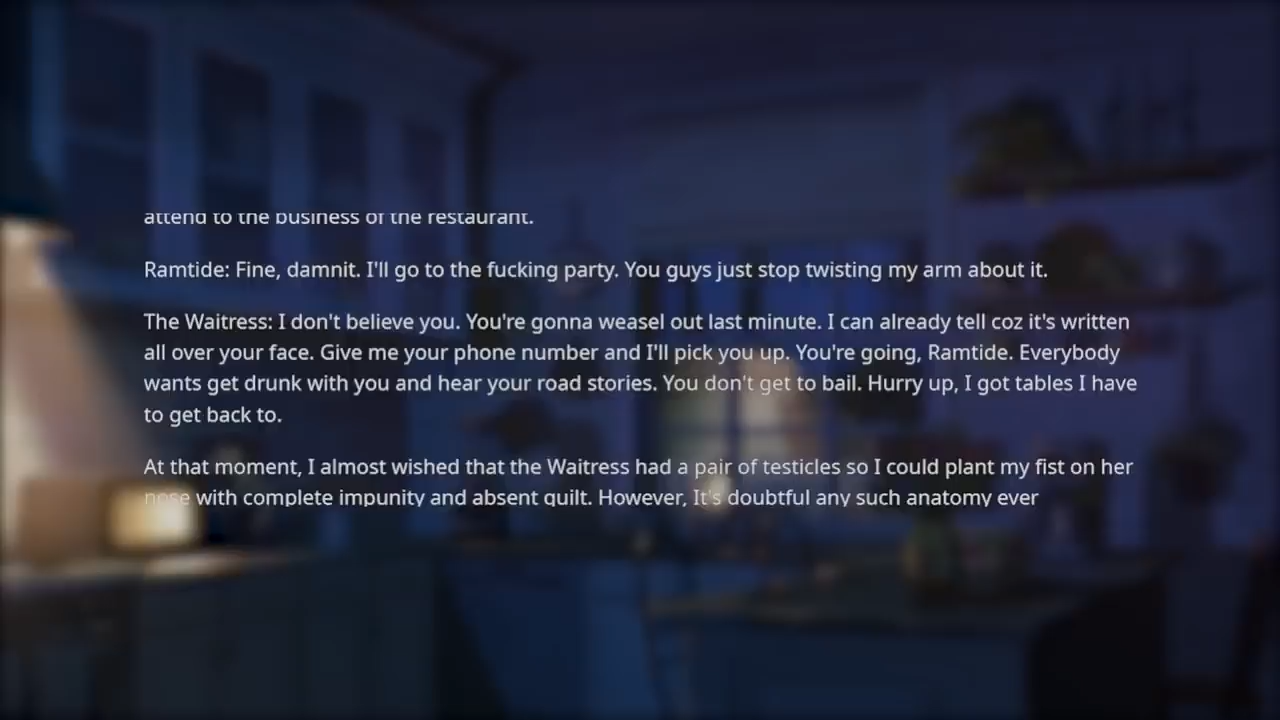 attend to the business of the restaurant.
Ramtide: Fine, damnit. I'll go to the fucking party. You guys just stop twisting my arm about it.
The Waitress: I don't believe you. You're gonna weasel out last minute. I can already tell coz it's written
all over your face. Give me your phone number and I'll pick you up. You're going, Ramtide. Everybody
wants get drunk with you and hear your road stories. You don't get to bail. Hurry up, I got tables I have
to get back to.
At that moment, I almost wished that the Waitress had a pair of testicles so I could plant my fist on her
nose with complete impunity and absent guilt. However, It's doubtful any such anatomy ever